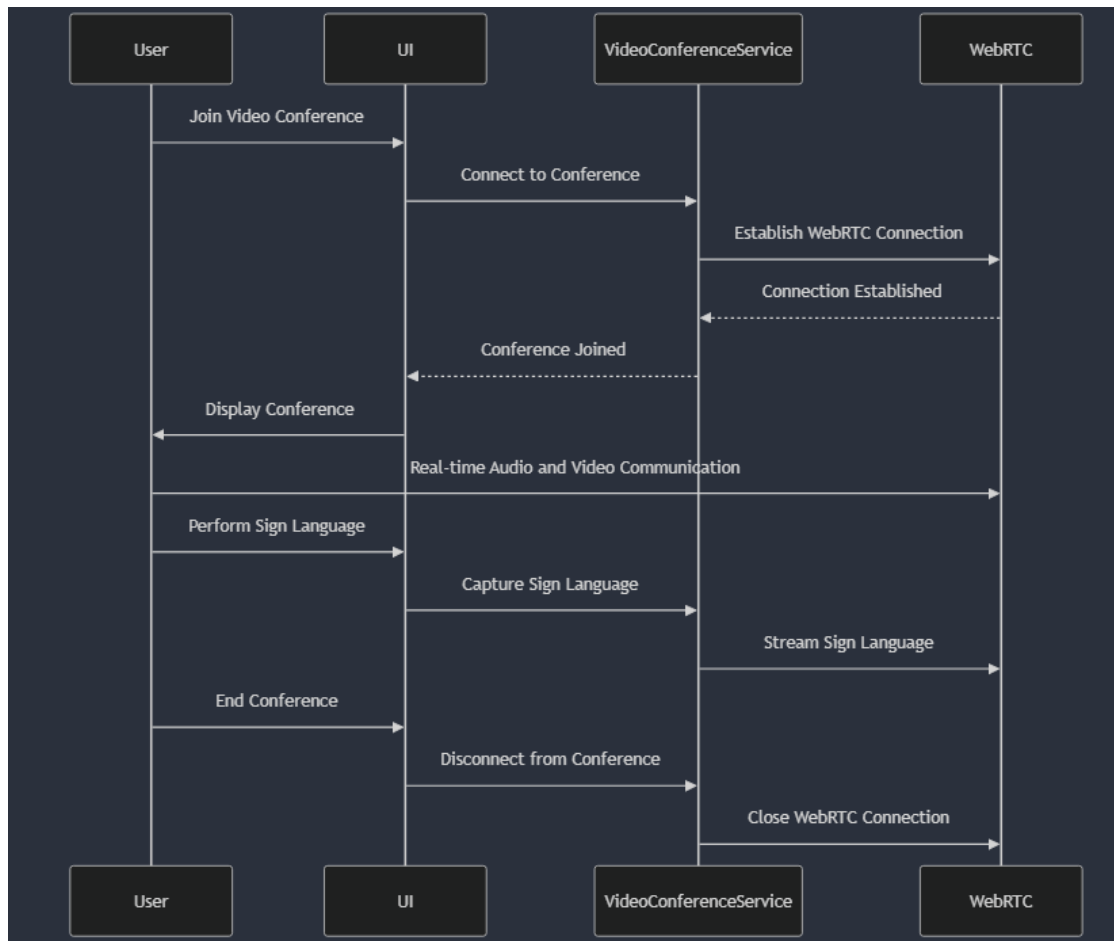 User
UI
VideoConferenceService
WebRTC
Join Video Conference
Connect to Conference
Establish WebRTC Connection
Connection Established
Conference Joined
Display Conference
Real-time Audio and Video Communication
Perform Sign Language
Capture Sign Language
Stream Sign Language
End Conference
Disconnect from Conference
Close WebRTC Connection
User
UI
VideoConferenceService
WebRTC